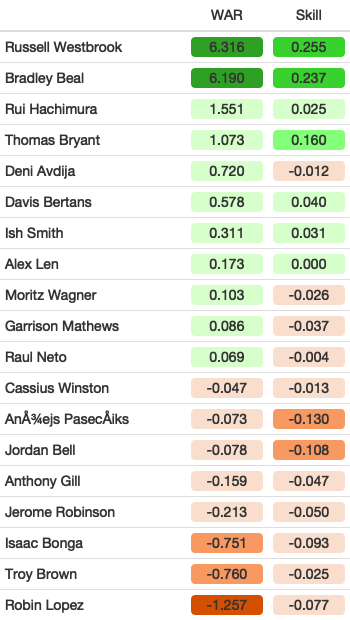 WAR Skill
Russell Westbrook 6.316 0.255
Bradley Beal 6.190 0.237
Rui Hachimura 1.551 0.025
Thomas Bryant 1.073 0.160
Deni Avdija 0.720 -0.012
Davis Bertans 0.578 0.040
Ish Smith 0.311 0.031
Alex Len 0.173 0.000
Moritz Wagner 0.103 -0.026
Garrison Mathews 0.086 -0.037
Raul Neto 0.069 -0.004
Cassius Winston -0.047 -0.013
AnÅ¾ejs PasecÅiks -0.073 -0.130
Jordan Bell -0.078 -0.108
Anthony Gill -0.159 -0.047
Jerome Robinson -0.213 -0.050
Isaac Bonga -0.751 -0.093
Troy Brown -0.760 -0.025
Robin Lopez -1.257 -0.077